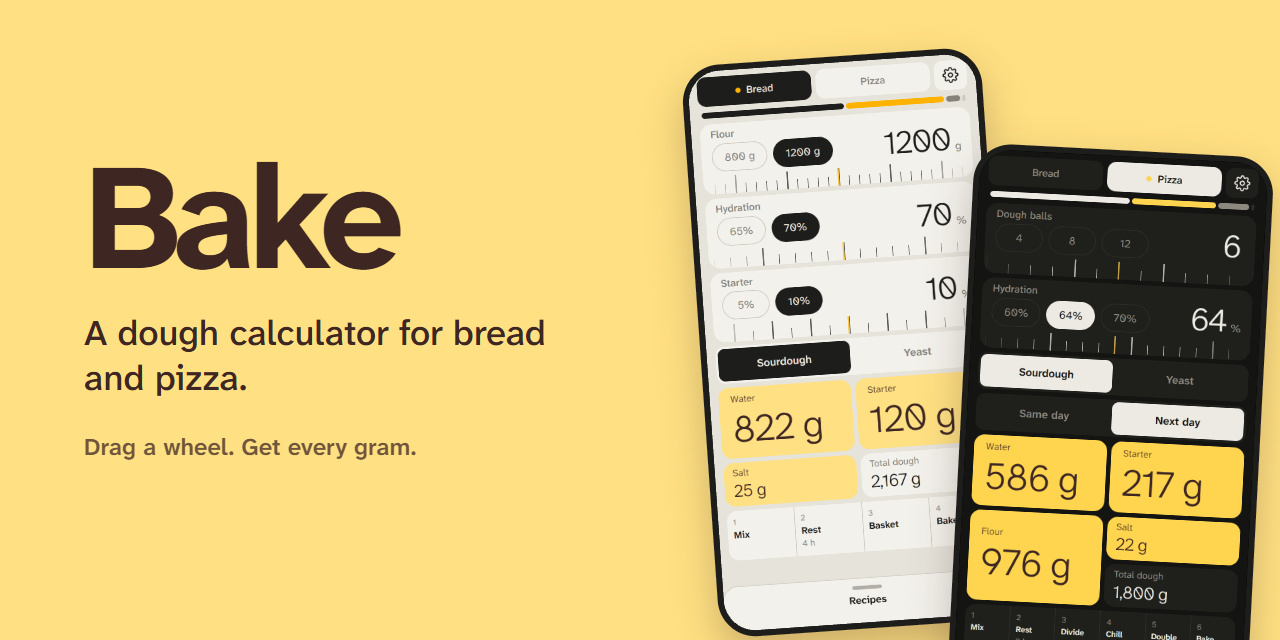 Bake
A dough calculator for bread
and pizza.
Drag a wheel. Get every gram.
Bread
Pizza
Flour
800 g
1200 g
1200 g
Hydration
65%
70%
70 %
Starter
5%
10%
10
Sourdough
Yeast
Water
822 g
Starter
120 g
Salt
25 g
Total dough
2,167 g
1
Mix
2
Rest
4 h
3
Basket
4
Recipes
Bread
Pizza
Dough balls
4
8
12
6
Hydration
60%
64%
70%
64 %
Sourdough
Yeast
Same day
Next day
Water
586 g
Starter
217 g
Flour
976 g
Salt
22 g
Total dough
1,800 g
1
Mix
2
Rest
3
Divide
4
Chill
5
Double
6
Bake